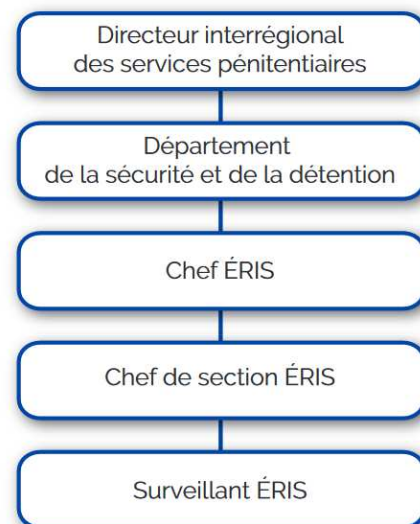 Directeur interrégional
des services pénitentiaires
Département
de la sécurité et de la détention
Chef ÉRIS
Chef de section ÉRIS
Surveillant ÉRIS